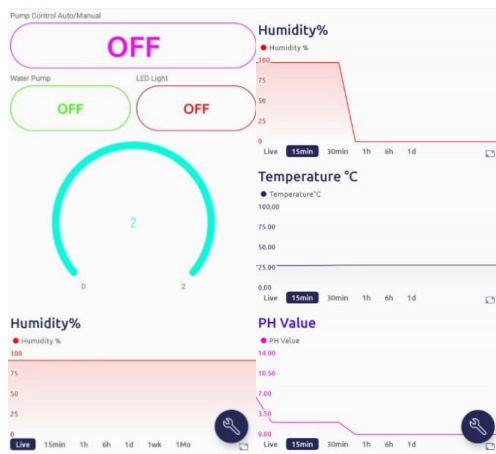 Pump Control Auto/Manual
OFF
Water Pump
LED Light
OFF
OFF
2
0
2
Humidity%
Humidity %
100
75
50
25
0
Live 15min 1h 6h 1d 1wk 1Mo
Humidity%
Humidity %
100
75
50
25
0
Live 15min 30min 1h 6h 1d
Temperature °C
Temperature°C
100.00
75.00
50.00
25.00
0.00
Live 15min 30min 1h 6h 1d
PH Value
PH Value
14.00
10.50
7.00
3.50
0.00
Live 15min 30min 1h 6h 1d